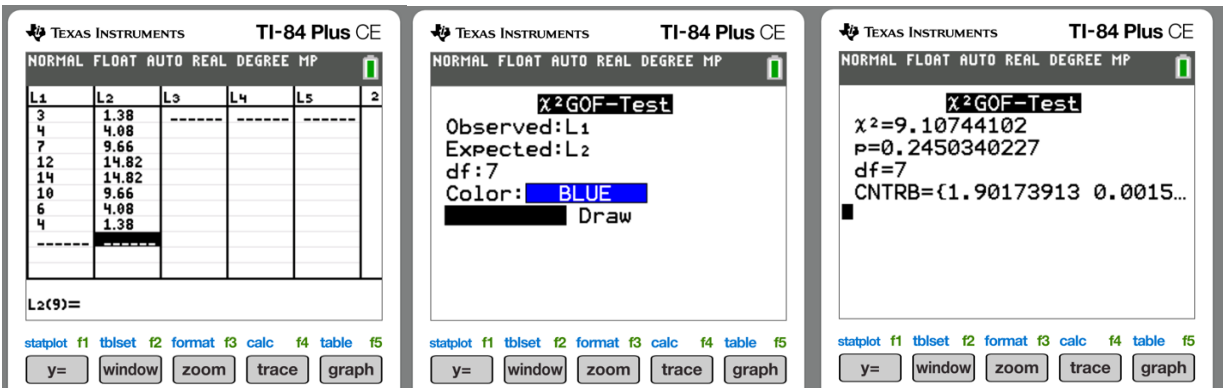 TEXAS INSTRUMENTS TI-84 Plus CE
NORMAL FLOAT AUTO REAL DEGREE MP
L1 L2 L3 L4 L5 2
3 1.38 ------ ------ ------
4 4.08
7 9.66
12 14.82
14 14.82
10 9.66
6 4.08
4 1.38
------ ------
L2(9)=
statplot f1 tblset f2 format f3 calc f4 table f5
y= window zoom trace graph
TEXAS INSTRUMENTS TI-84 Plus CE
NORMAL FLOAT AUTO REAL DEGREE MP
χ²GOF-Test
Observed:L1
Expected:L2
df:7
Color: BLUE
Draw
statplot f1 tblset f2 format f3 calc f4 table f5
y= window zoom trace graph
TEXAS INSTRUMENTS TI-84 Plus CE
NORMAL FLOAT AUTO REAL DEGREE MP
χ²GOF-Test
χ²=9.10744102
p=0.2450340227
df=7
CNTRB={1.90173913 0.0015…
statplot f1 tblset f2 format f3 calc f4 table f5
y= window zoom trace graph